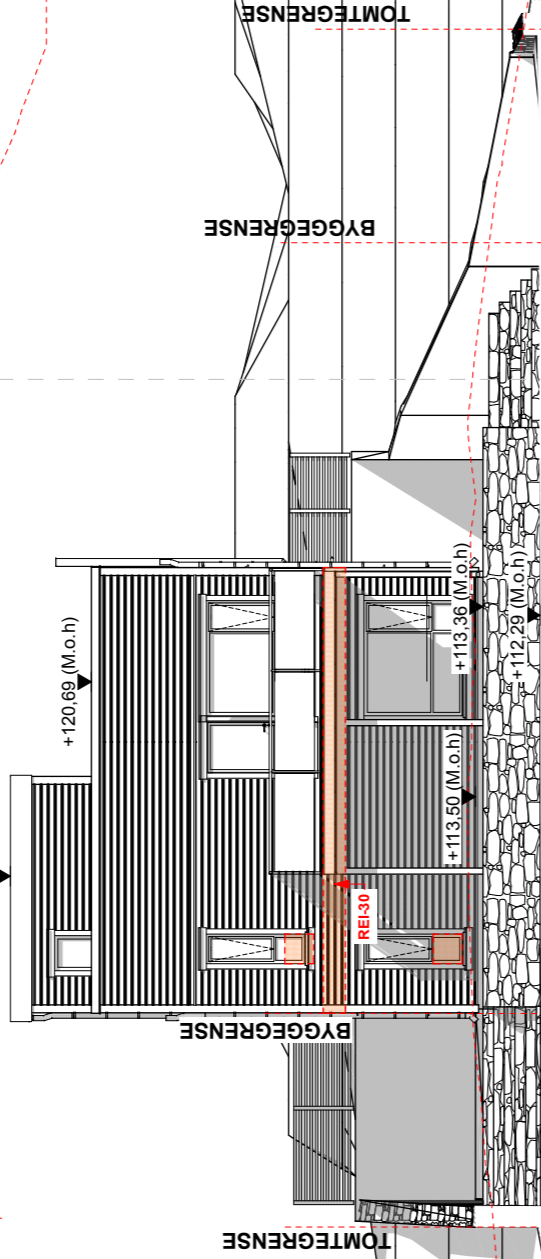 TOMTEGRENSE
BYGGEGRENSE
+120,69 (M.o.h)
+113,36 (M.o.h)
+112,29 (M.o.h)
+113,50 (M.o.h)
REI-30
BYGGEGRENSE
TOMTEGRENSE